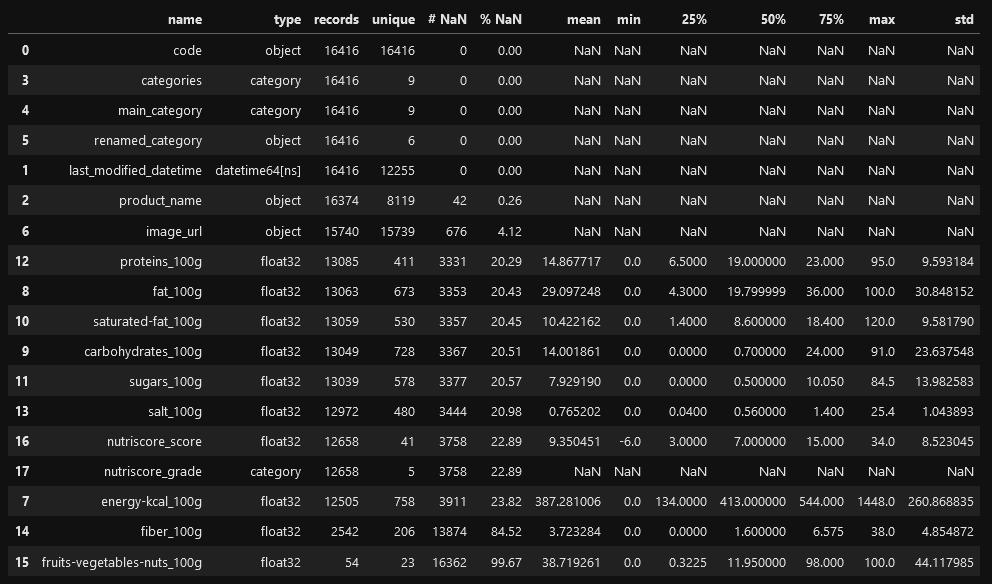 name type records unique # NaN % NaN mean min 25% 50% 75% max std
0 code object 16416 16416 0 0.00 NaN NaN NaN NaN NaN NaN NaN
3 categories category 16416 9 0 0.00 NaN NaN NaN NaN NaN NaN NaN
4 main_category category 16416 9 0 0.00 NaN NaN NaN NaN NaN NaN NaN
5 renamed_category object 16416 6 0 0.00 NaN NaN NaN NaN NaN NaN NaN
1 last_modified_datetime datetime64[ns] 16416 12255 0 0.00 NaN NaN NaN NaN NaN NaN NaN
2 product_name object 16374 8119 42 0.26 NaN NaN NaN NaN NaN NaN NaN
6 image_url object 15740 15739 676 4.12 NaN NaN NaN NaN NaN NaN NaN
12 proteins_100g float32 13085 411 3331 20.29 14.867717 0.0 6.5000 19.000000 23.000 95.0 9.593184
8 fat_100g float32 13063 673 3353 20.43 29.097248 0.0 4.3000 19.799999 36.000 100.0 30.848152
10 saturated-fat_100g float32 13059 530 3357 20.45 10.422162 0.0 1.4000 8.600000 18.400 120.0 9.581790
9 carbohydrates_100g float32 13049 728 3367 20.51 14.001861 0.0 0.0000 0.700000 24.000 91.0 23.637548
11 sugars_100g float32 13039 578 3377 20.57 7.929190 0.0 0.0000 0.500000 10.050 84.5 13.982583
13 salt_100g float32 12972 480 3444 20.98 0.765202 0.0 0.0400 0.560000 1.400 25.4 1.043893
16 nutriscore_score float32 12658 41 3758 22.89 9.350451 -6.0 3.0000 7.000000 15.000 34.0 8.523045
17 nutriscore_grade category 12658 5 3758 22.89 NaN NaN NaN NaN NaN NaN NaN
7 energy-kcal_100g float32 12505 758 3911 23.82 387.281006 0.0 134.0000 413.000000 544.000 1448.0 260.868835
14 fiber_100g float32 2542 206 13874 84.52 3.723284 0.0 0.0000 1.600000 6.575 38.0 4.854872
15 fruits-vegetables-nuts_100g float32 54 23 16362 99.67 38.719261 0.0 0.3225 11.950000 98.000 100.0 44.117985